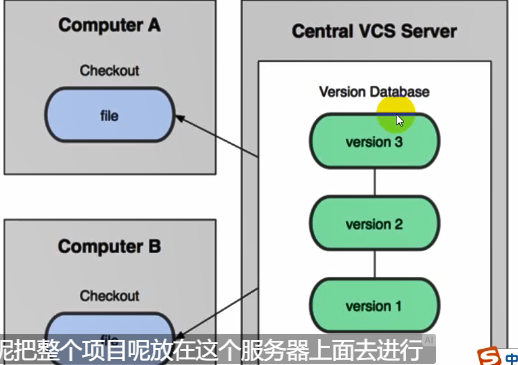 Computer A
Checkout
file
Central VCS Server
Version Database
version 3
version 2
version 1
Computer B
Checkout
file
呢把整个项目呢放在这个服务器上面去进行
AI
S 中